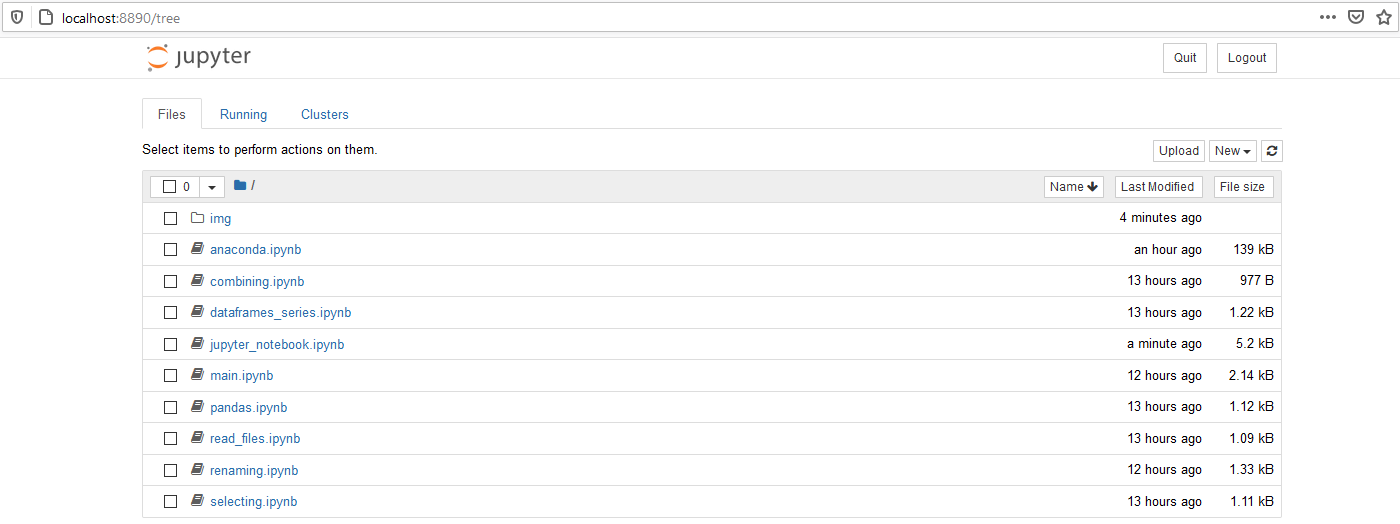 localhost:8890/tree
jupyter
Quit Logout
Files Running Clusters
Select items to perform actions on them.
Upload New
0 / Name Last Modified File size
img 4 minutes ago
anaconda.ipynb an hour ago 139 kB
combining.ipynb 13 hours ago 977 B
dataframes_series.ipynb 13 hours ago 1.22 kB
jupyter_notebook.ipynb a minute ago 5.2 kB
main.ipynb 12 hours ago 2.14 kB
pandas.ipynb 13 hours ago 1.12 kB
read_files.ipynb 13 hours ago 1.09 kB
renaming.ipynb 12 hours ago 1.33 kB
selecting.ipynb 13 hours ago 1.11 kB